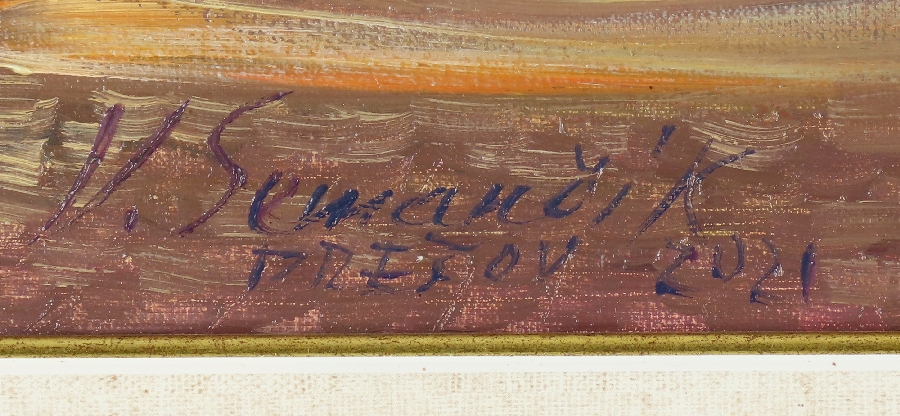 V. Semančík
PREŠOV 2021